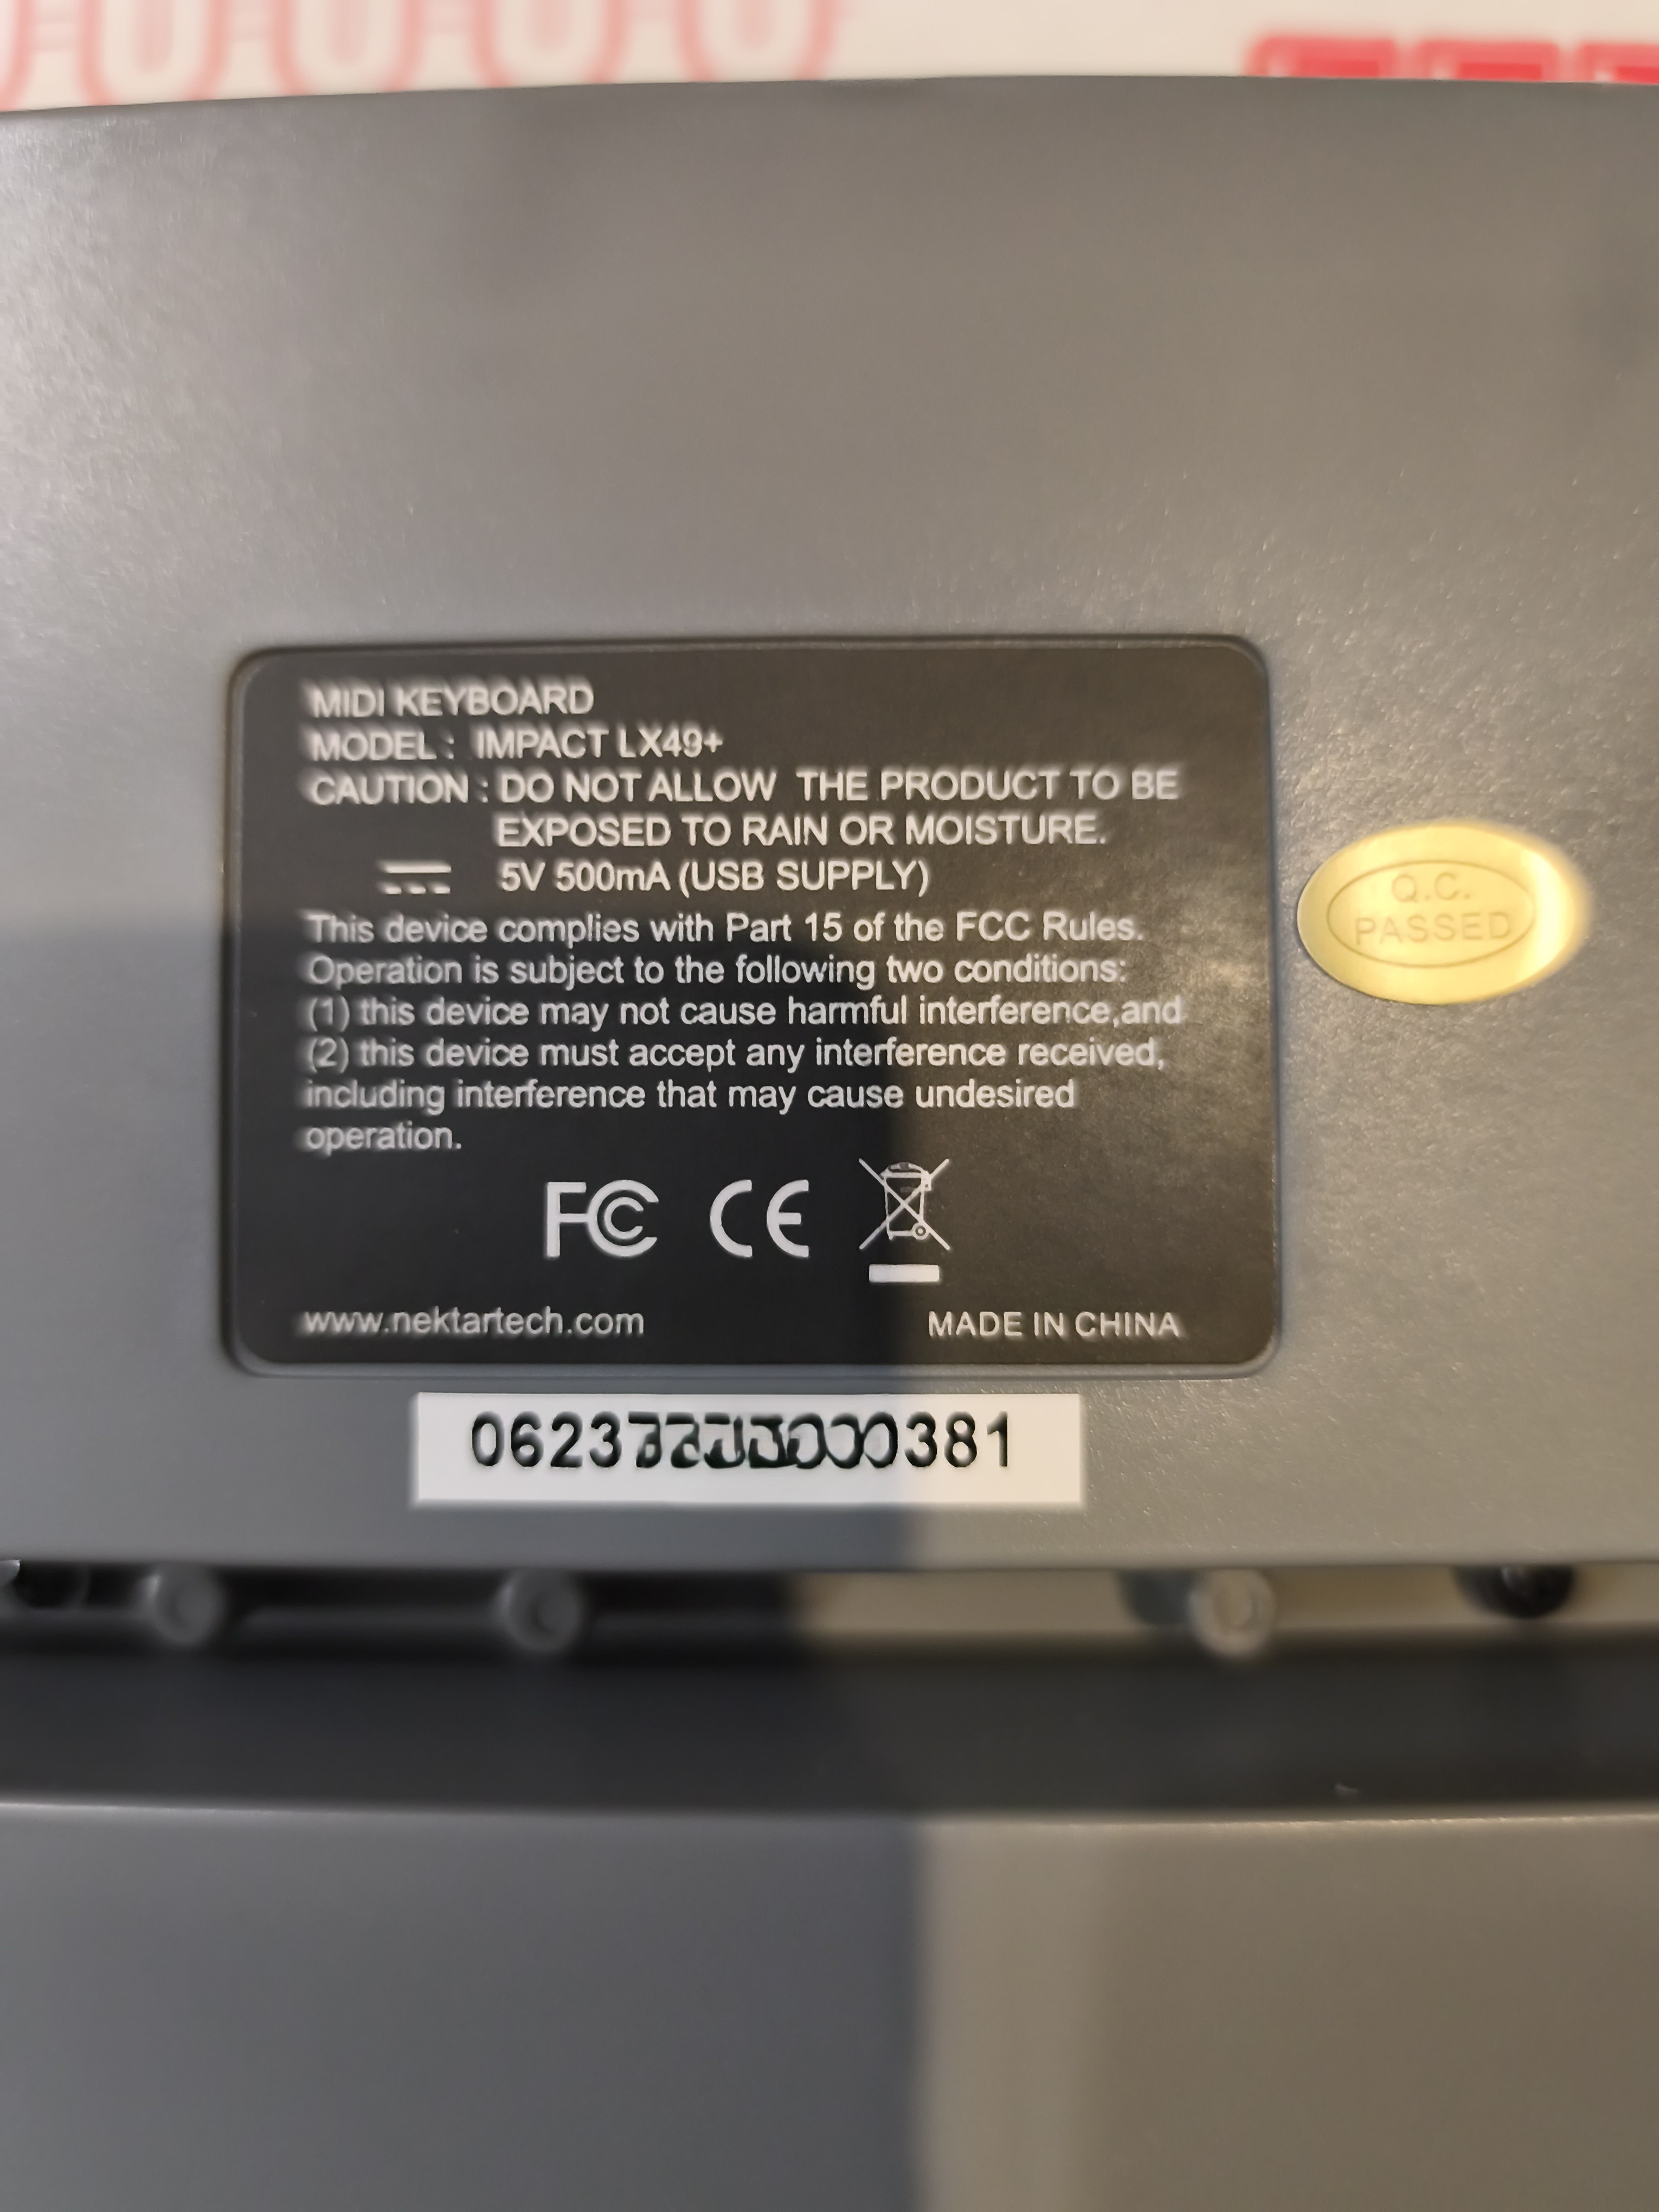 MIDI KEYBOARD
MODEL : IMPACT LX49+
CAUTION : DO NOT ALLOW THE PRODUCT TO BE
EXPOSED TO RAIN OR MOISTURE.
5V 500mA (USB SUPPLY)
This device complies with Part 15 of the FCC Rules.
Operation is subject to the following two conditions:
(1) this device may not cause harmful interference,and
(2) this device must accept any interference received,
including interference that may cause undesired
operation.
FC CE
www.nektartech.com
MADE IN CHINA
Q.C.
PASSED